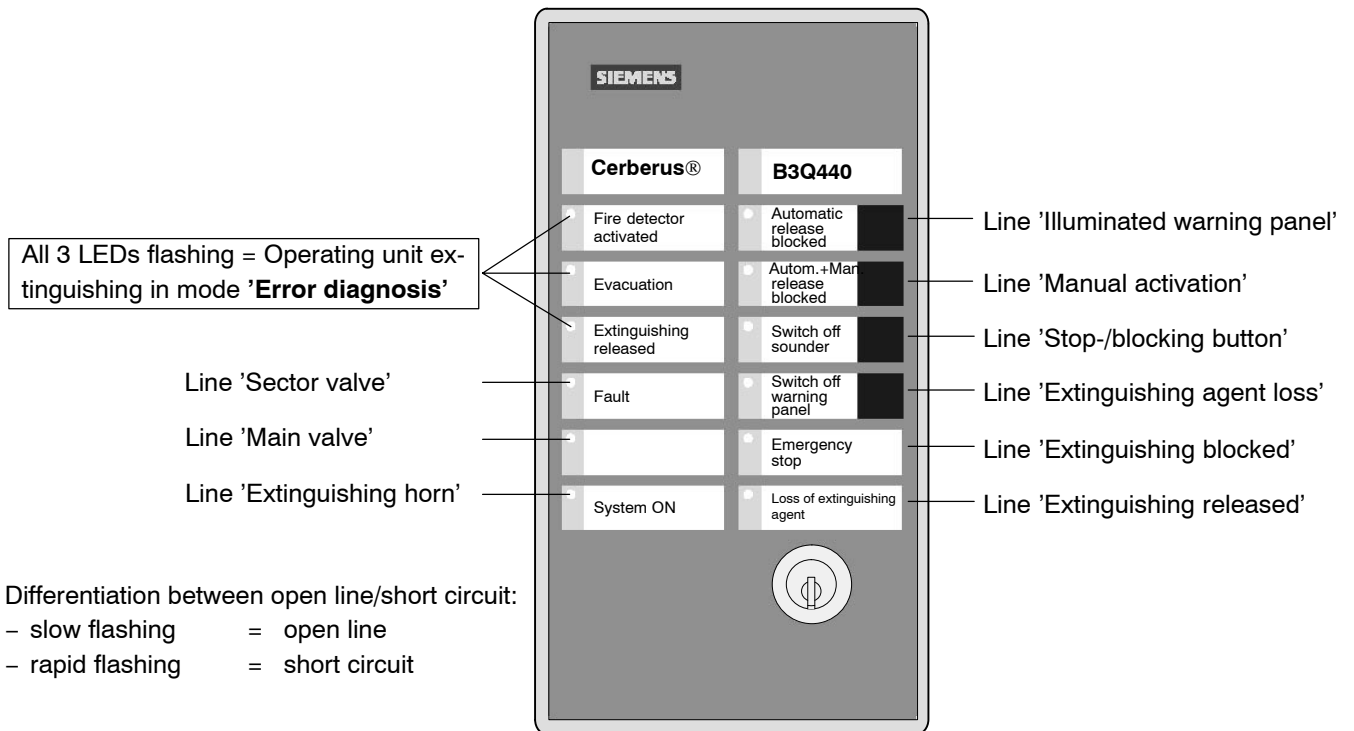 SIEMENS
Cerberus®
B3Q440
Fire detector
activated
Automatic
release
blocked
Line ’Illuminated warning panel’
All 3 LEDs flashing = Operating unit ex-
tinguishing in mode ’Error diagnosis’
Evacuation
Autom.+Man.
release
blocked
Line ’Manual activation’
Extinguishing
released
Switch off
sounder
Line ’Stop-/blocking button’
Line ’Sector valve’
Fault
Switch off
warning
panel
Line ’Extinguishing agent loss’
Line ’Main valve’
Emergency
stop
Line ’Extinguishing blocked’
Line ’Extinguishing horn’
System ON
Loss of extinguishing
agent
Line ’Extinguishing released’
Differentiation between open line/short circuit:
– slow flashing = open line
– rapid flashing = short circuit